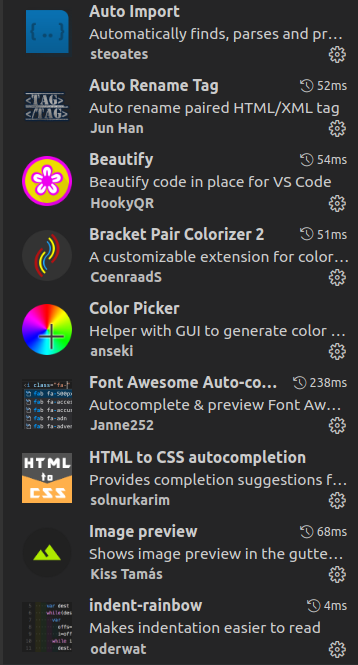 Auto Import
Automatically finds, parses and pr...
steoates
<TAG>
</TAG>
Auto Rename Tag 52ms
Auto rename paired HTML/XML tag
Jun Han
Beautify 54ms
Beautify code in place for VS Code
HookyQR
Bracket Pair Colorizer 2 51ms
A customizable extension for color...
CoenraadS
Color Picker
Helper with GUI to generate color ...
anseki
Font Awesome Auto-co... 238ms
Autocomplete & preview Font Aw...
Janne252
HTML
to
CSS
HTML to CSS autocompletion
Provides completion suggestions f...
solnurkarim
Image preview 68ms
Shows image preview in the gutte...
Kiss Tamás
indent-rainbow 4ms
Makes indentation easier to read
oderwat